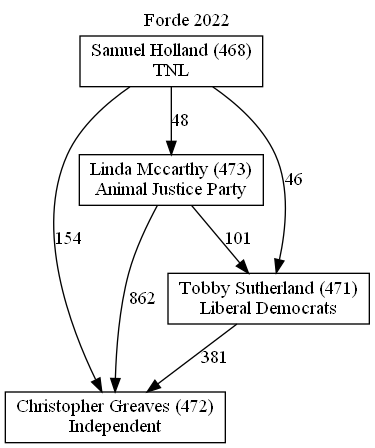 Forde 2022
Samuel Holland (468)
TNL
48
Linda Mccarthy (473)
Animal Justice Party
46
154
101
862
Tobby Sutherland (471)
Liberal Democrats
381
Christopher Greaves (472)
Independent